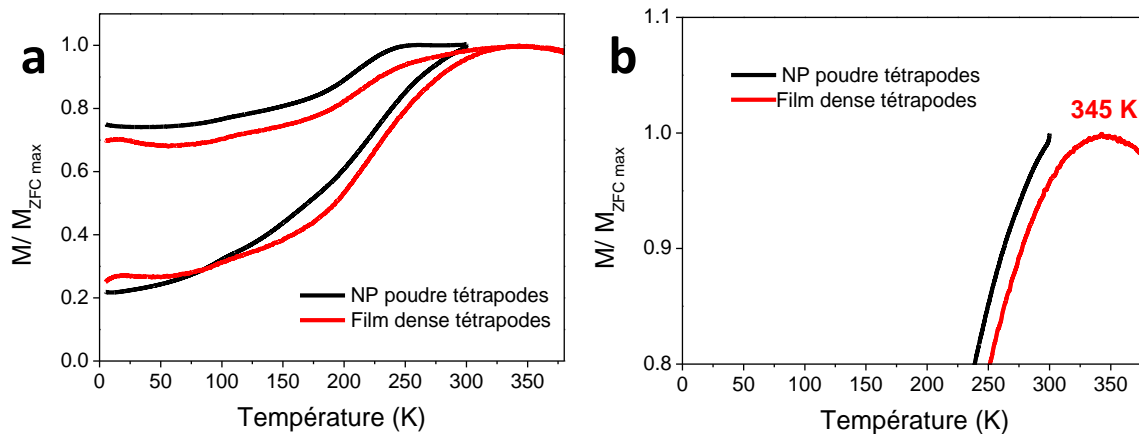 a
M/ M ZFC max
1.0
0.8
0.6
0.4
0.2
0.0
NP poudre tétrapodes
Film dense tétrapodes
0 50 100 150 200 250 300 350
Température (K)
b
M/ M ZFC max
1.1
1.0
0.9
0.8
NP poudre tétrapodes
Film dense tétrapodes
345 K
0 50 100 150 200 250 300 350
Température (K)